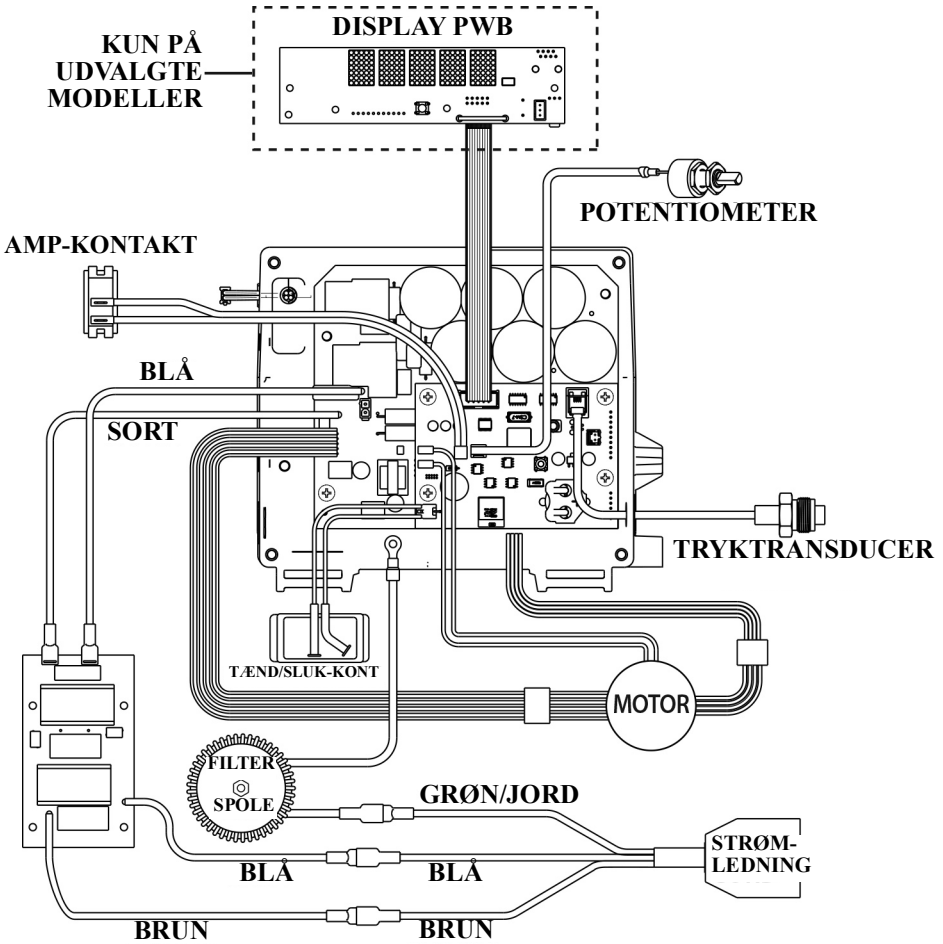 DISPLAY PWB
KUN PÅ
UDVALGTE
MODELLER
POTENTIOMETER
AMP-KONTAKT
BLÅ
SORT
TRYKTRANSDUCER
TÆND/SLUK-KONT
MOTOR
FILTER
SPOLE
GRØN/JORD
STRØM-
LEDNING
BLÅ
BLÅ
BRUN
BRUN